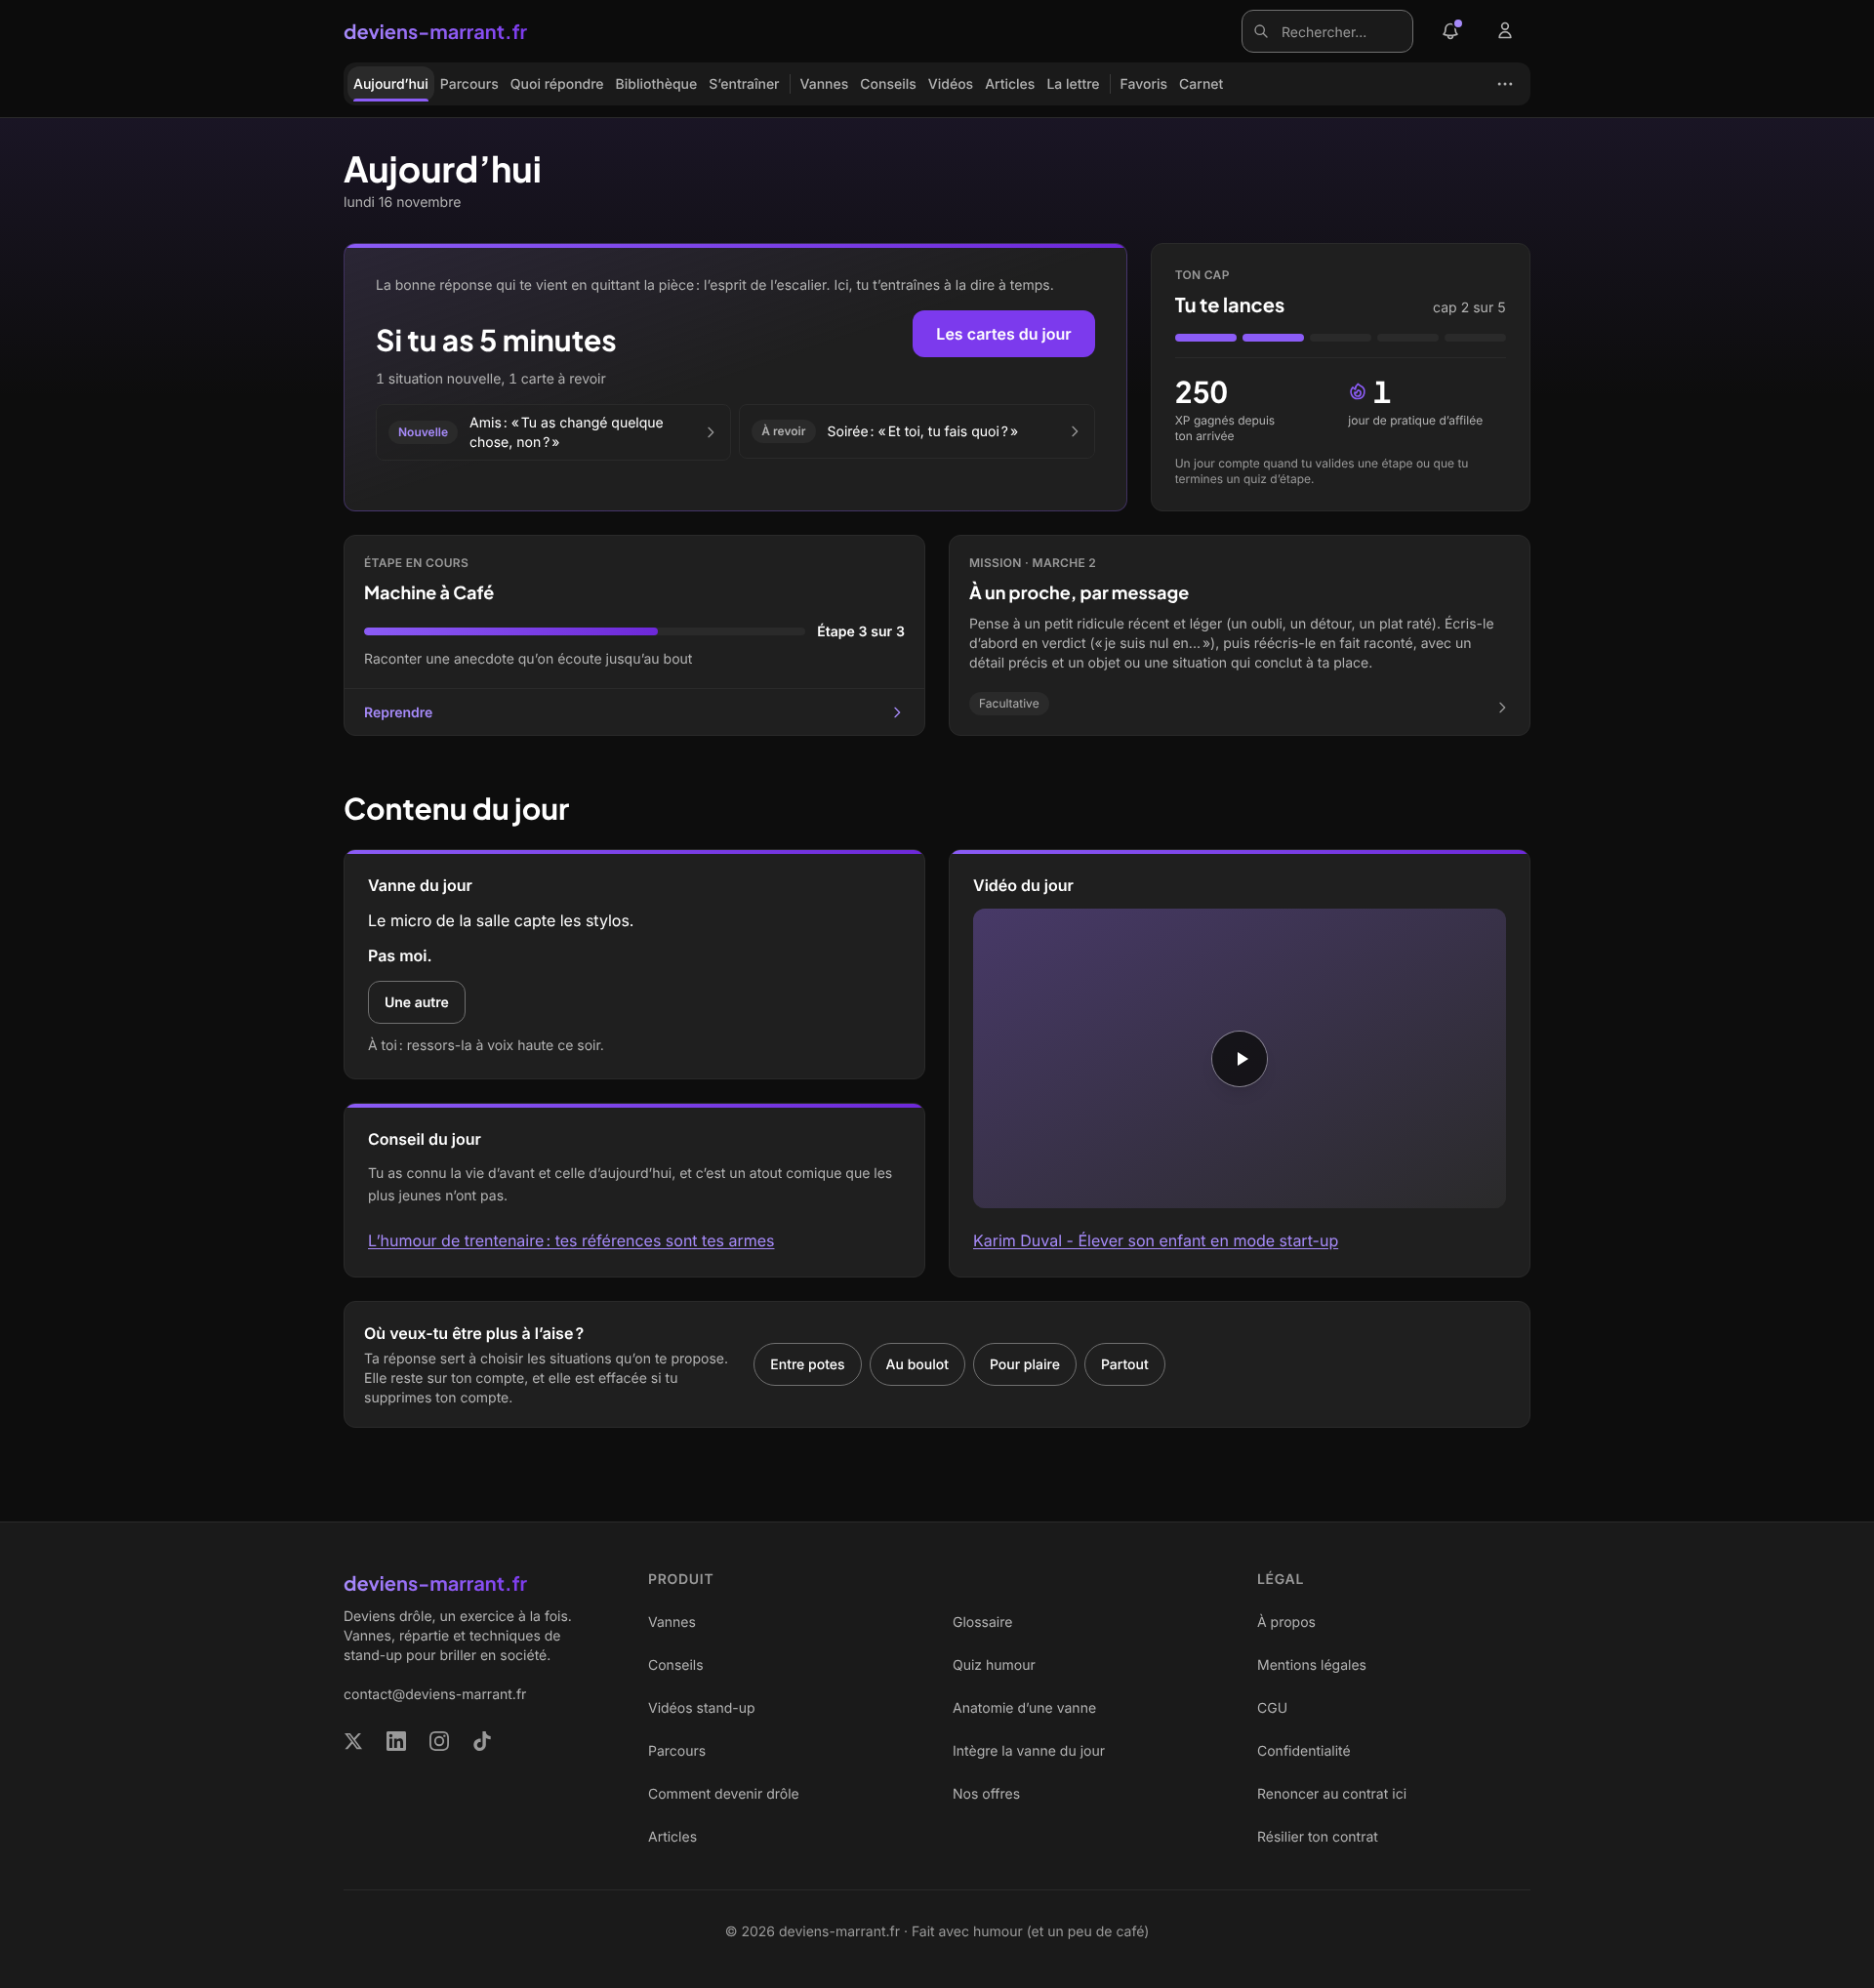 deviens-marrant.fr
Rechercher...
Aujourd’hui
Parcours
Quoi répondre
Bibliothèque
S’entraîner
Vannes
Conseils
Vidéos
Articles
La lettre
Favoris
Carnet
Aujourd’hui
lundi 16 novembre
La bonne réponse qui te vient en quittant la pièce : l’esprit de l’escalier. Ici, tu t’entraînes à la dire à temps.
Si tu as 5 minutes
Les cartes du jour
1 situation nouvelle, 1 carte à revoir
Nouvelle
Amis : « Tu as changé quelque
chose, non ? »
À revoir
Soirée : « Et toi, tu fais quoi ? »
TON CAP
Tu te lances
cap 2 sur 5
250
XP gagnés depuis
ton arrivée
1
jour de pratique d’affilée
Un jour compte quand tu valides une étape ou que tu
termines un quiz d’étape.
ÉTAPE EN COURS
Machine à Café
Étape 3 sur 3
Raconter une anecdote qu’on écoute jusqu’au bout
Reprendre
MISSION · MARCHE 2
À un proche, par message
Pense à un petit ridicule récent et léger (un oubli, un détour, un plat raté). Écris-le
d’abord en verdict (« je suis nul en… »), puis réécris-le en fait raconté, avec un
détail précis et un objet ou une situation qui conclut à ta place.
Facultative
Contenu du jour
Vanne du jour
Le micro de la salle capte les stylos.
Pas moi.
Une autre
À toi : ressors-la à voix haute ce soir.
Conseil du jour
Tu as connu la vie d’avant et celle d’aujourd’hui, et c’est un atout comique que les
plus jeunes n’ont pas.
L’humour de trentenaire : tes références sont tes armes
Vidéo du jour
Karim Duval - Élever son enfant en mode start-up
Où veux-tu être plus à l’aise ?
Ta réponse sert à choisir les situations qu’on te propose.
Elle reste sur ton compte, et elle est effacée si tu
supprimes ton compte.
Entre potes
Au boulot
Pour plaire
Partout
deviens-marrant.fr
Deviens drôle, un exercice à la fois.
Vannes, répartie et techniques de
stand-up pour briller en société.
contact@deviens-marrant.fr
PRODUIT
Vannes
Conseils
Vidéos stand-up
Parcours
Comment devenir drôle
Articles
Glossaire
Quiz humour
Anatomie d’une vanne
Intègre la vanne du jour
Nos offres
LÉGAL
À propos
Mentions légales
CGU
Confidentialité
Renoncer au contrat ici
Résilier ton contrat
© 2026 deviens-marrant.fr · Fait avec humour (et un peu de café)